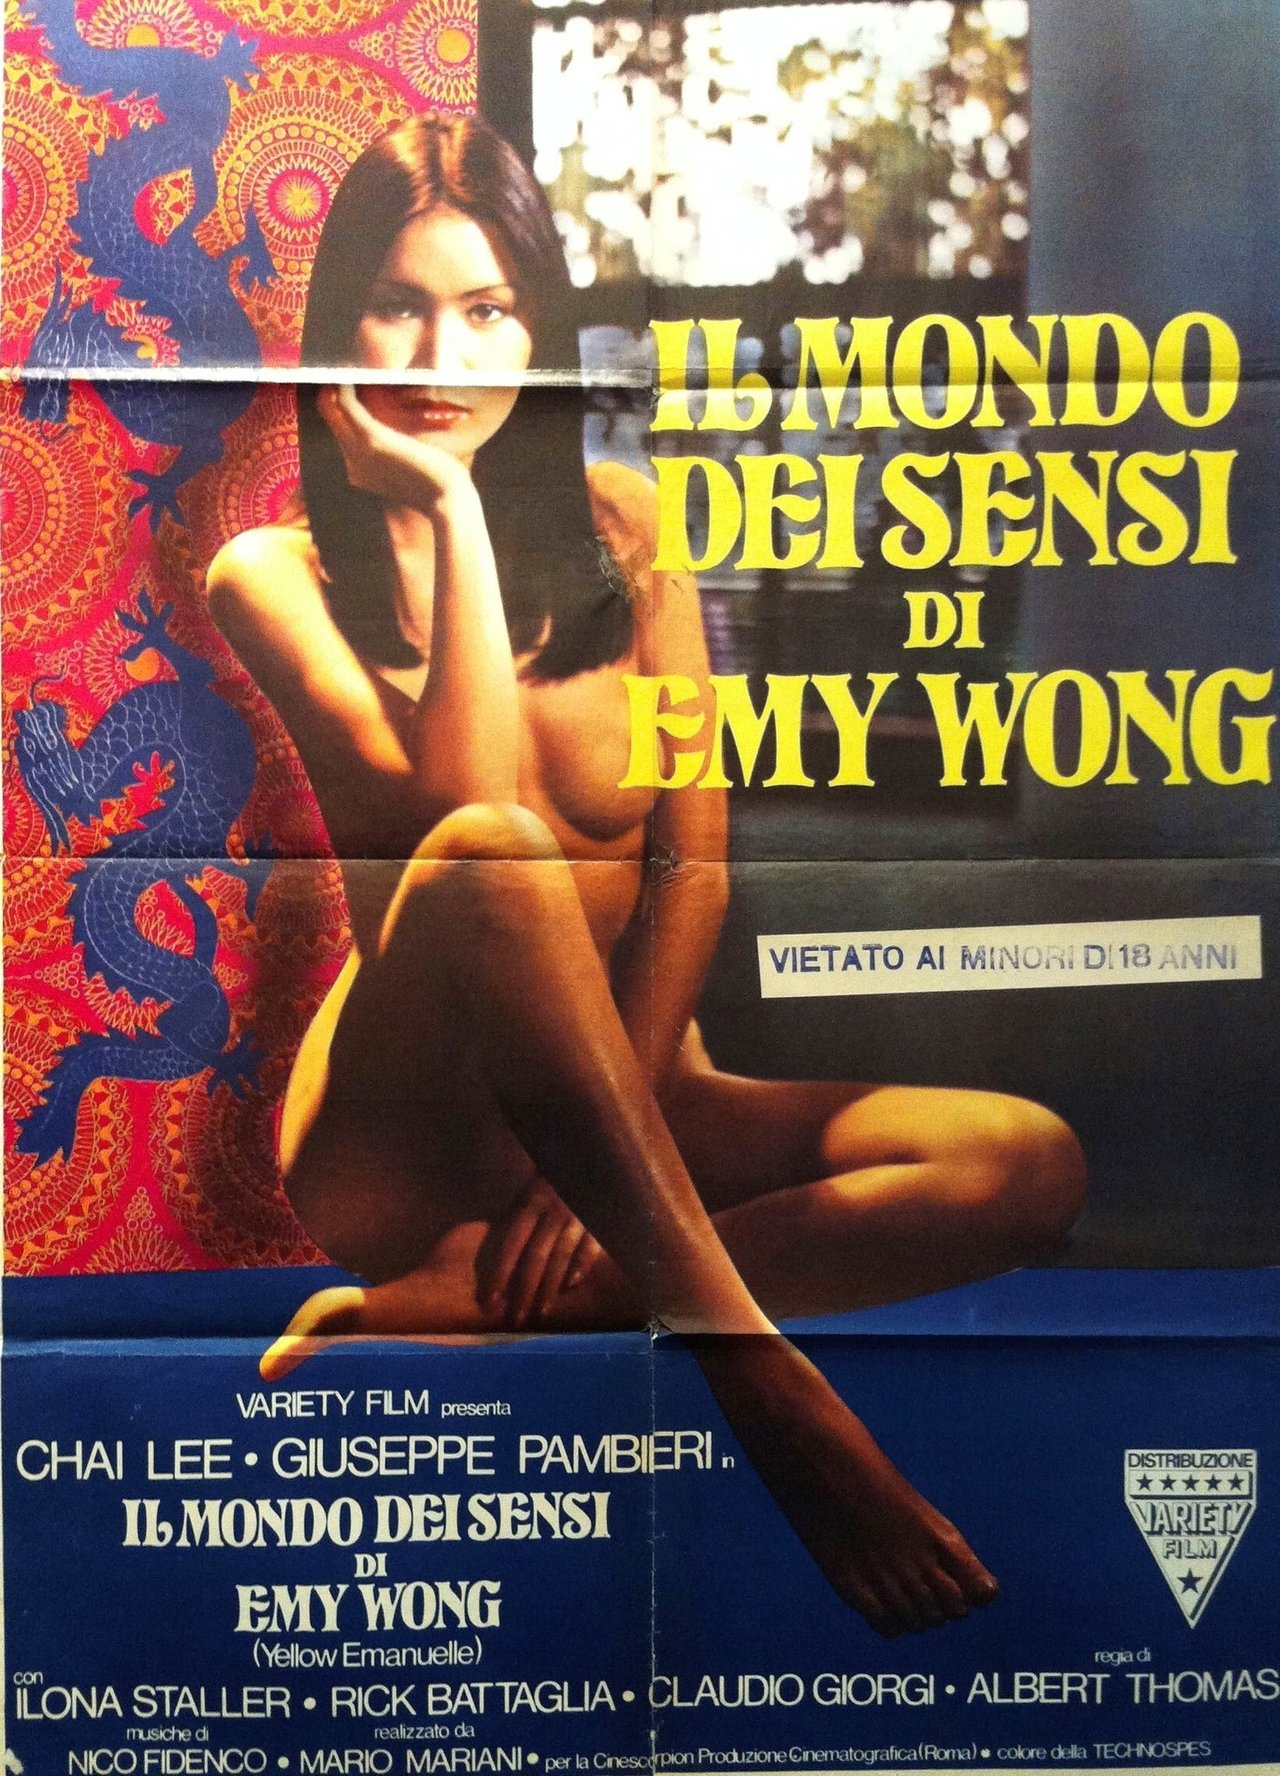 IL MONDO
DEI SENSI
DI
EMY WONG
VIETATO AI MINORI DI 18 ANNI
VARIETY FILM presenta
CHAI LEE • GIUSEPPE PAMBIERI in
IL MONDO DEI SENSI
DI
EMY WONG
(Yellow Emanuelle)
DISTRIBUZIONE
VARIETY
FILM
con
regia di
ILONA STALLER • RICK BATTAGLIA • CLAUDIO GIORGI • ALBERT THOMAS
musiche di realizzato da
NICO FIDENCO • MARIO MARIANI • per la Cinescorpion Produzione Cinematografica (Roma) • colore della TECHNOSPES